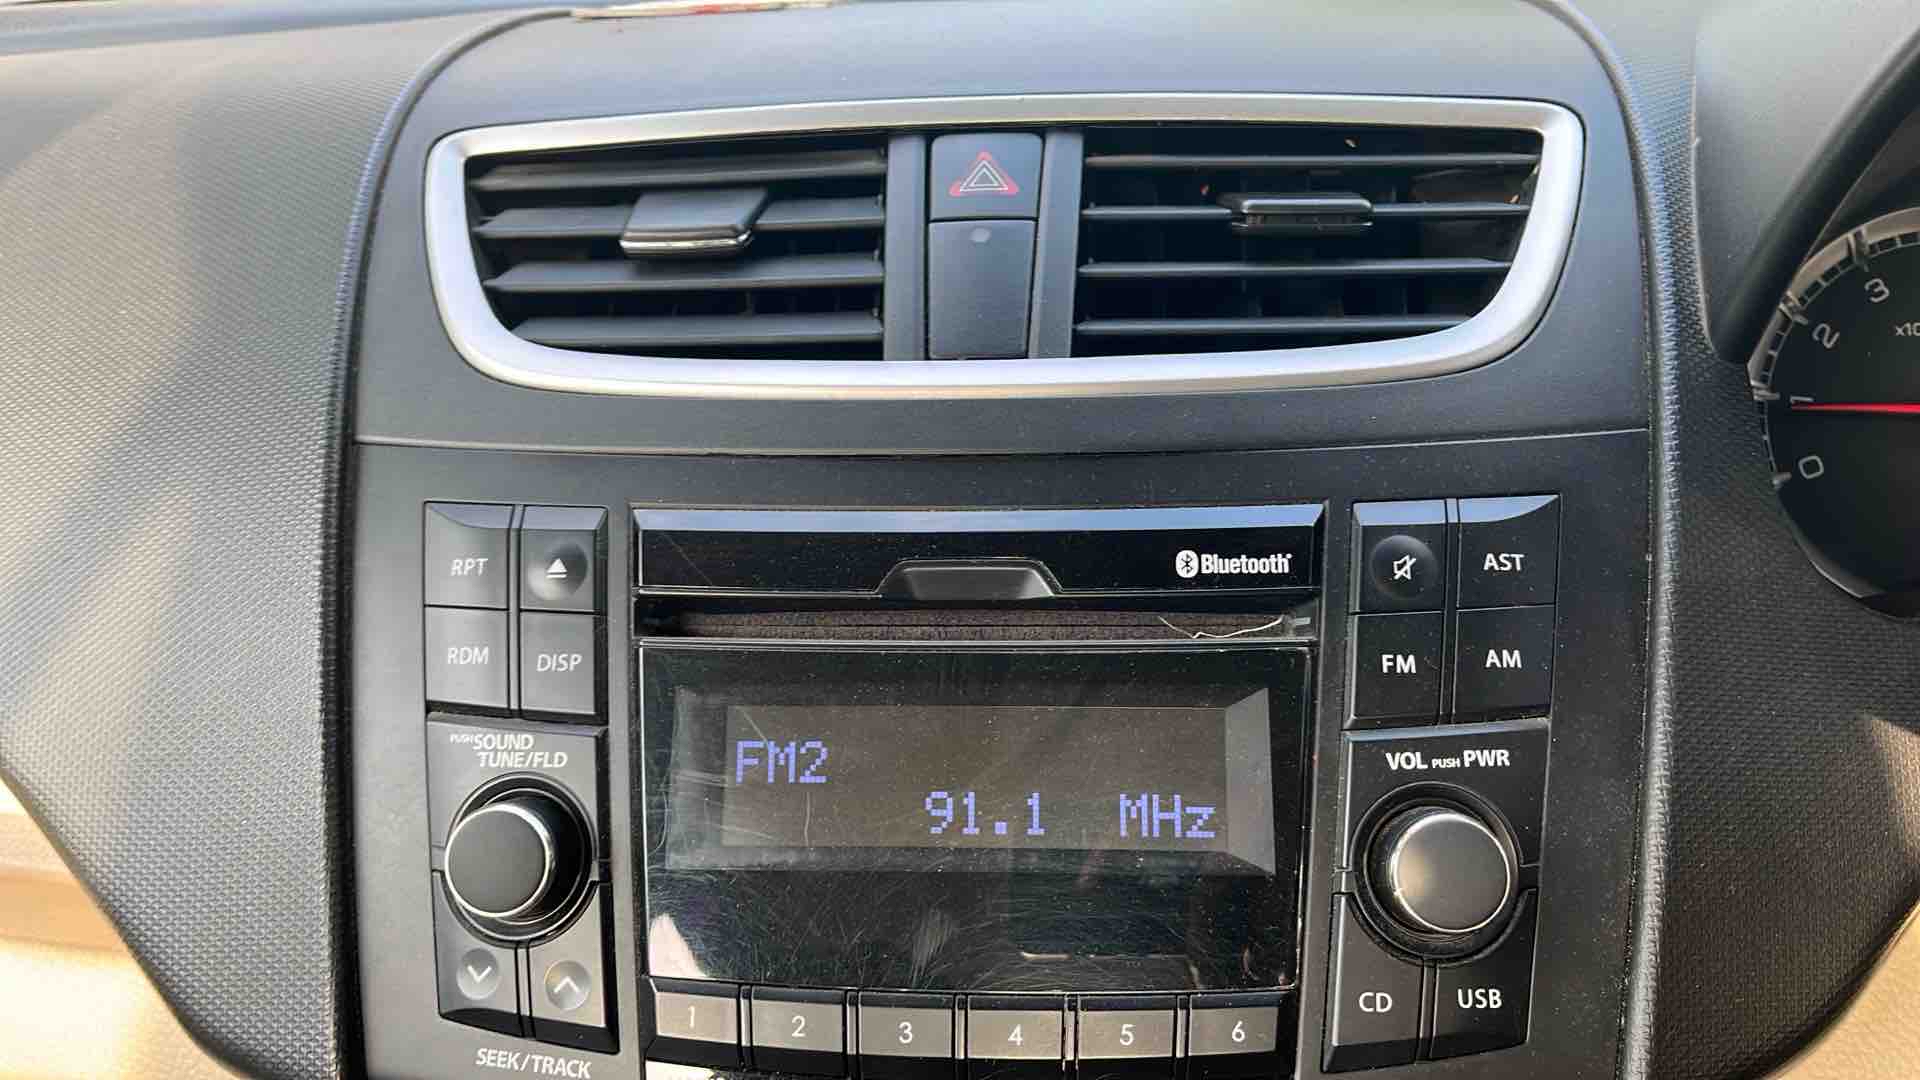 3
2
x10
1
0
RPT
RDM
DISP
Bluetooth
AST
FM
AM
PUSH SOUND
TUNE/FLD
VOL PUSH PWR
FM2
91.1 MHz
CD
USB
1 2 3 4 5 6
SEEK/TRACK